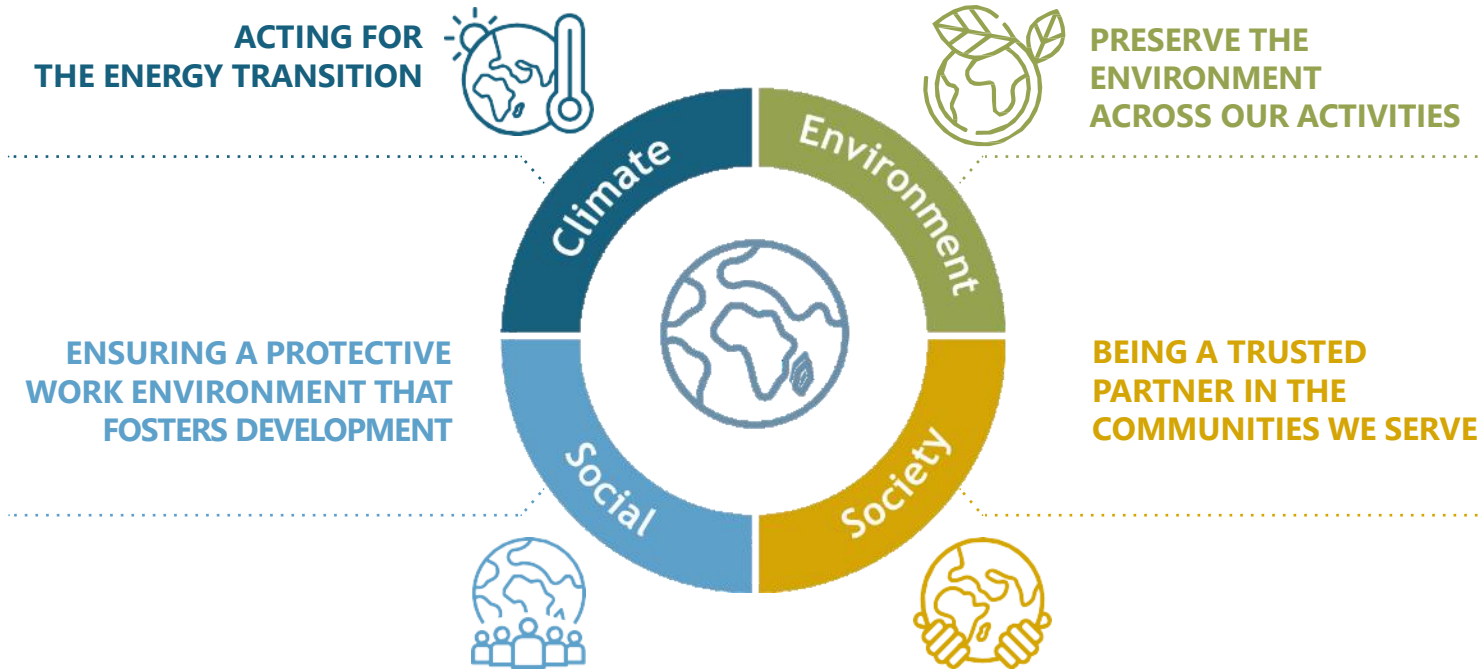 ACTING FOR
THE ENERGY TRANSITION
PRESERVE THE
ENVIRONMENT
ACROSS OUR ACTIVITIES
Climate
Environment
ENSURING A PROTECTIVE
WORK ENVIRONMENT THAT
FOSTERS DEVELOPMENT
BEING A TRUSTED
PARTNER IN THE
COMMUNITIES WE SERVE
Social
Society